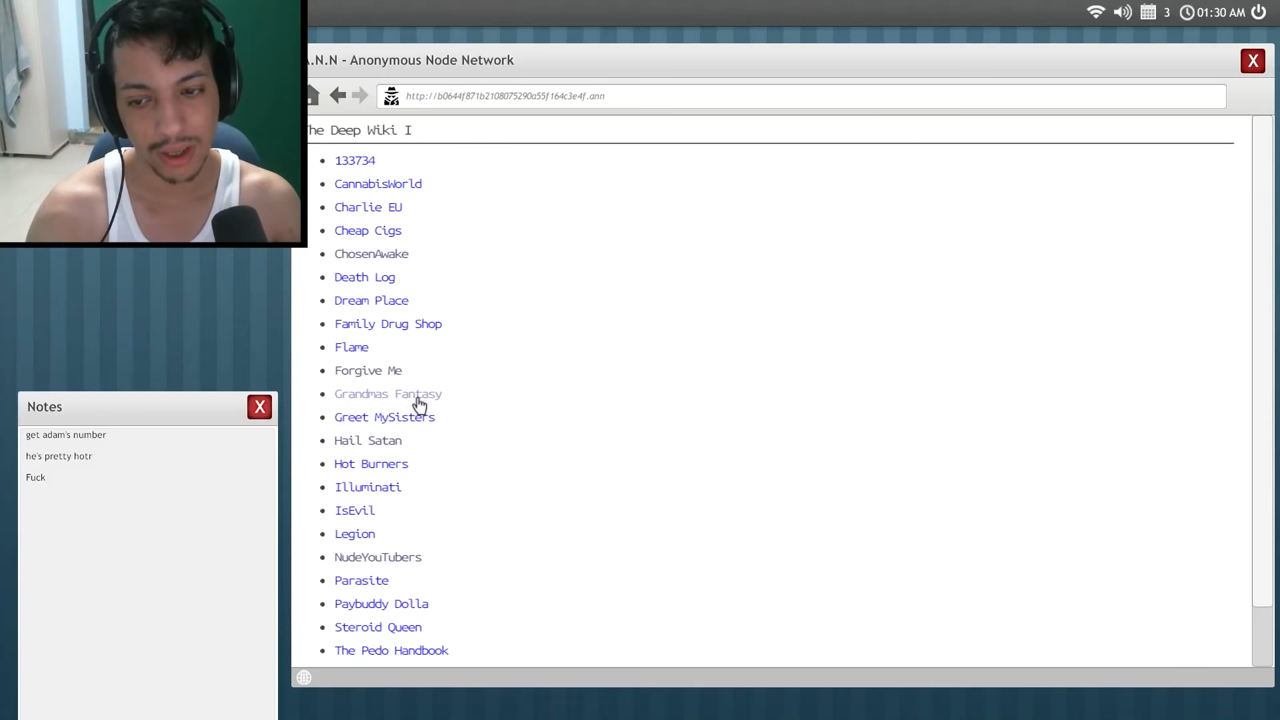 3
01:30 AM
A.N.N - Anonymous Node Network
X
http://b0644f871b2108075290a55f164c3e4f.ann
The Deep Wiki I
133734
CannabisWorld
Charlie EU
Cheap Cigs
ChosenAwake
Death Log
Dream Place
Family Drug Shop
Flame
Forgive Me
Grandmas Fantasy
Greet MySisters
Hail Satan
Hot Burners
Illuminati
IsEvil
Legion
NudeYouTubers
Parasite
Paybuddy Dolla
Steroid Queen
The Pedo Handbook
Notes
X
get adam's number
he's pretty hotr
Fuck